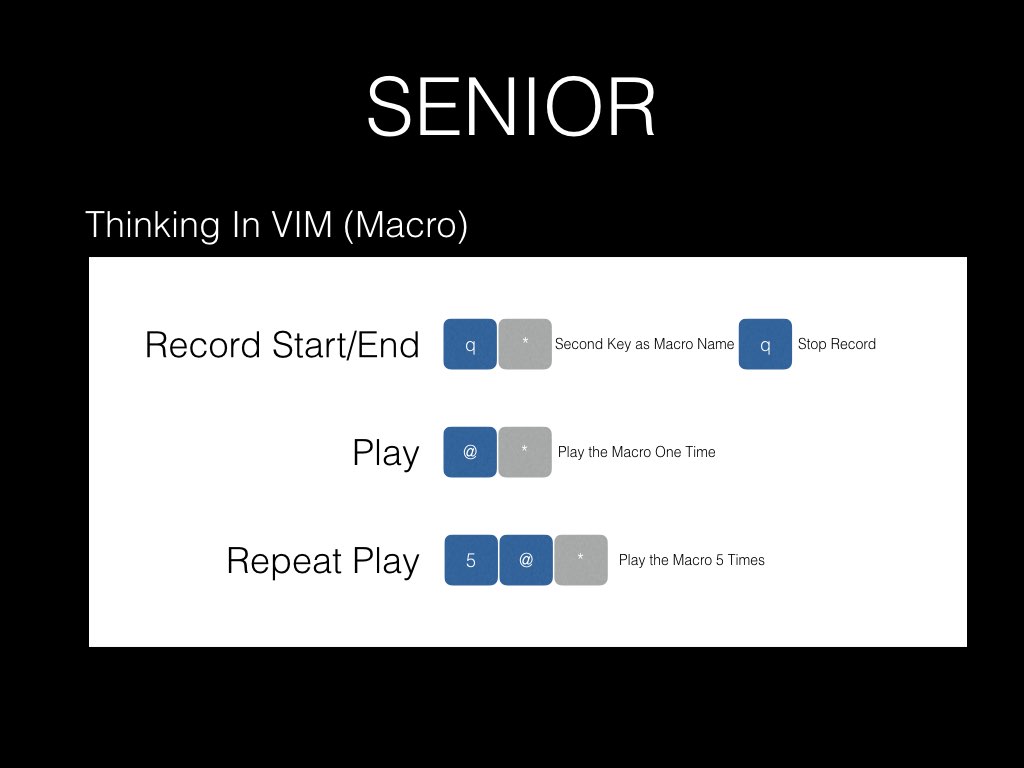 SENIOR
Thinking In VIM (Macro)
Record Start/End q * Second Key as Macro Name q Stop Record
Play @ * Play the Macro One Time
Repeat Play 5 @ * Play the Macro 5 Times